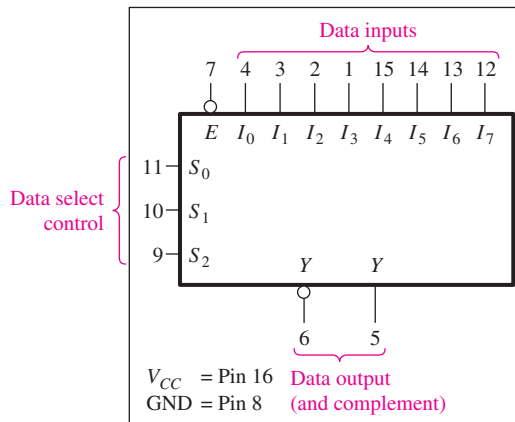 Data inputs
7 4 3 2 1 15 14 13 12
E I₀ I₁ I₂ I₃ I₄ I₅ I₆ I₇
11 S₀
Data select
control
10 S₁
9 S₂
Y Y
6 5
V_CC = Pin 16
GND = Pin 8
Data output
(and complement)